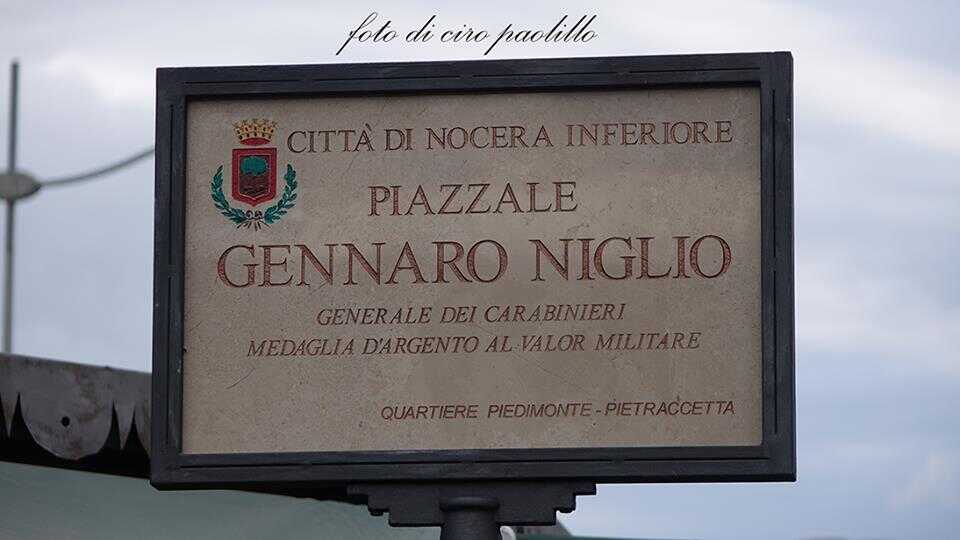 foto di ciro paolillo
CITTÀ DI NOCERA INFERIORE
PIAZZALE
GENNARO NIGLIO
GENERALE DEI CARABINIERI
MEDAGLIA D'ARGENTO AL VALOR MILITARE
QUARTIERE PIEDIMONTE - PIETRACCETTA